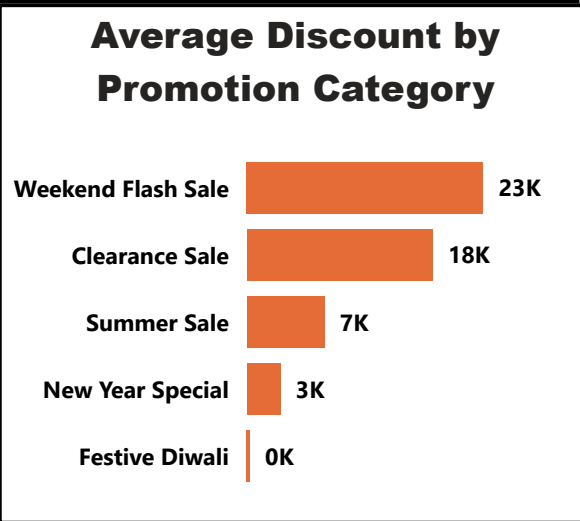 Average Discount by
Promotion Category
Weekend Flash Sale 23K
Clearance Sale 18K
Summer Sale 7K
New Year Special 3K
Festive Diwali 0K